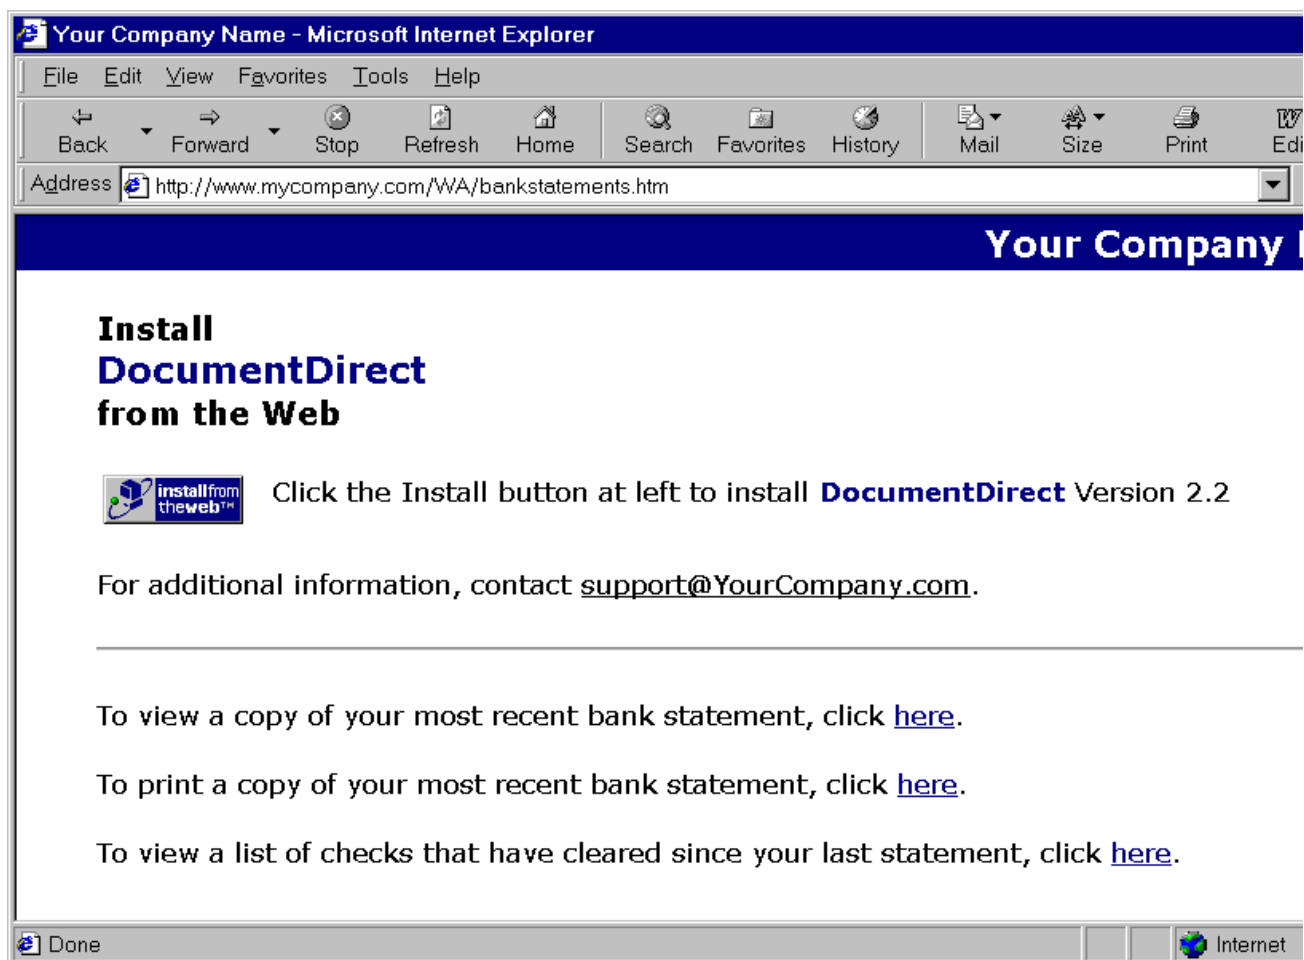 Your Company Name - Microsoft Internet Explorer
File Edit View Favorites Tools Help
Back Forward Stop Refresh Home Search Favorites History Mail Size Print
Address http://www.mycompany.com/WA/bankstatements.htm
Your Company
Install
DocumentDirect
from the Web
installfrom
theweb™
Click the Install button at left to install DocumentDirect Version 2.2
For additional information, contact support@YourCompany.com.
To view a copy of your most recent bank statement, click here.
To print a copy of your most recent bank statement, click here.
To view a list of checks that have cleared since your last statement, click here.
Done Internet